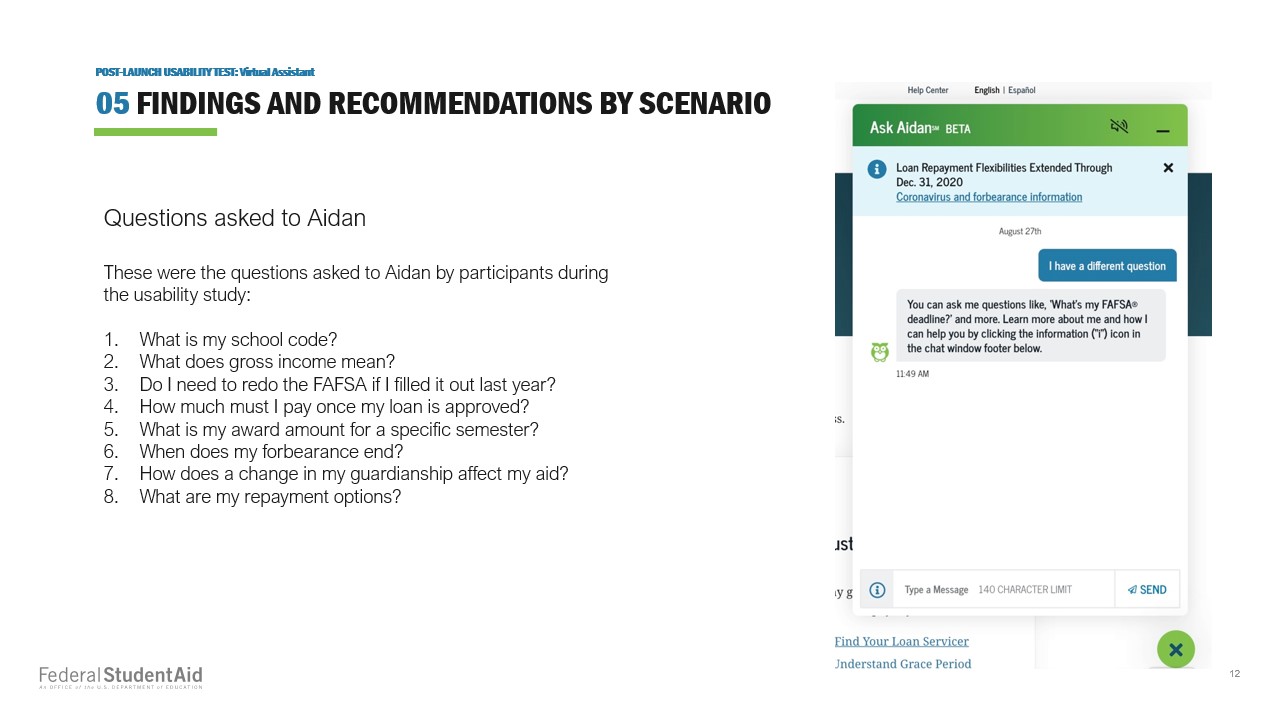 POST-LAUNCH USABILITY TEST: Virtual Assistant
05 FINDINGS AND RECOMMENDATIONS BY SCENARIO
Questions asked to Aidan
These were the questions asked to Aidan by participants during
the usability study:
1. What is my school code?
2. What does gross income mean?
3. Do I need to redo the FAFSA if I filled it out last year?
4. How much must I pay once my loan is approved?
5. What is my award amount for a specific semester?
6. When does my forbearance end?
7. How does a change in my guardianship affect my aid?
8. What are my repayment options?
Help Center English | Español
Ask Aidan℠ BETA
Loan Repayment Flexibilities Extended Through
Dec. 31, 2020
Coronavirus and forbearance information
August 27th
I have a different question
You can ask me questions like, 'What's my FAFSA®
deadline?' and more. Learn more about me and how I
can help you by clicking the information ("i") icon in
the chat window footer below.
11:49 AM
ss.
ust
y g
Type a Message 140 CHARACTER LIMIT SEND
Find Your Loan Servicer
Understand Grace Period
Federal StudentAid
An OFFICE of the U.S. DEPARTMENT of EDUCATION
12